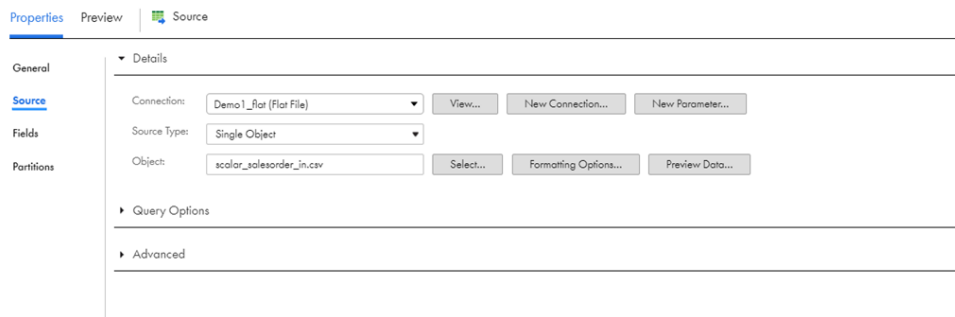 Properties Preview Source
General
Source
Fields
Partitions
Details
Connection: Demo1_flat (Flat File) View... New Connection... New Parameter...
Source Type: Single Object
Object: scalar_salesorder_in.csv Select... Formatting Options... Preview Data...
Query Options
Advanced